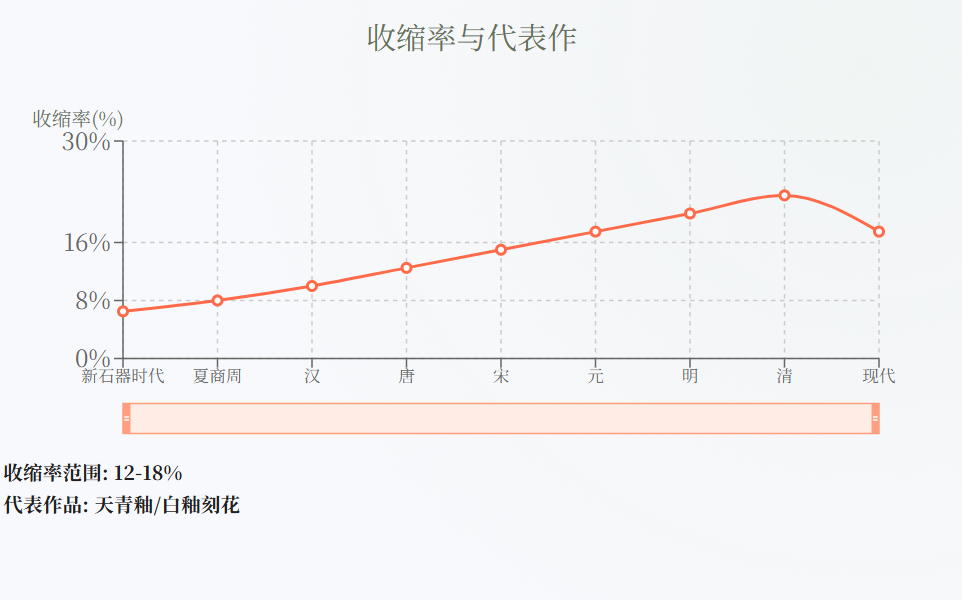 收缩率与代表作
收缩率(%)
30%
16%
8%
0%
新石器时代 夏商周 汉 唐 宋 元 明 清 现代
收缩率范围: 12-18%
代表作品: 天青釉/白釉刻花